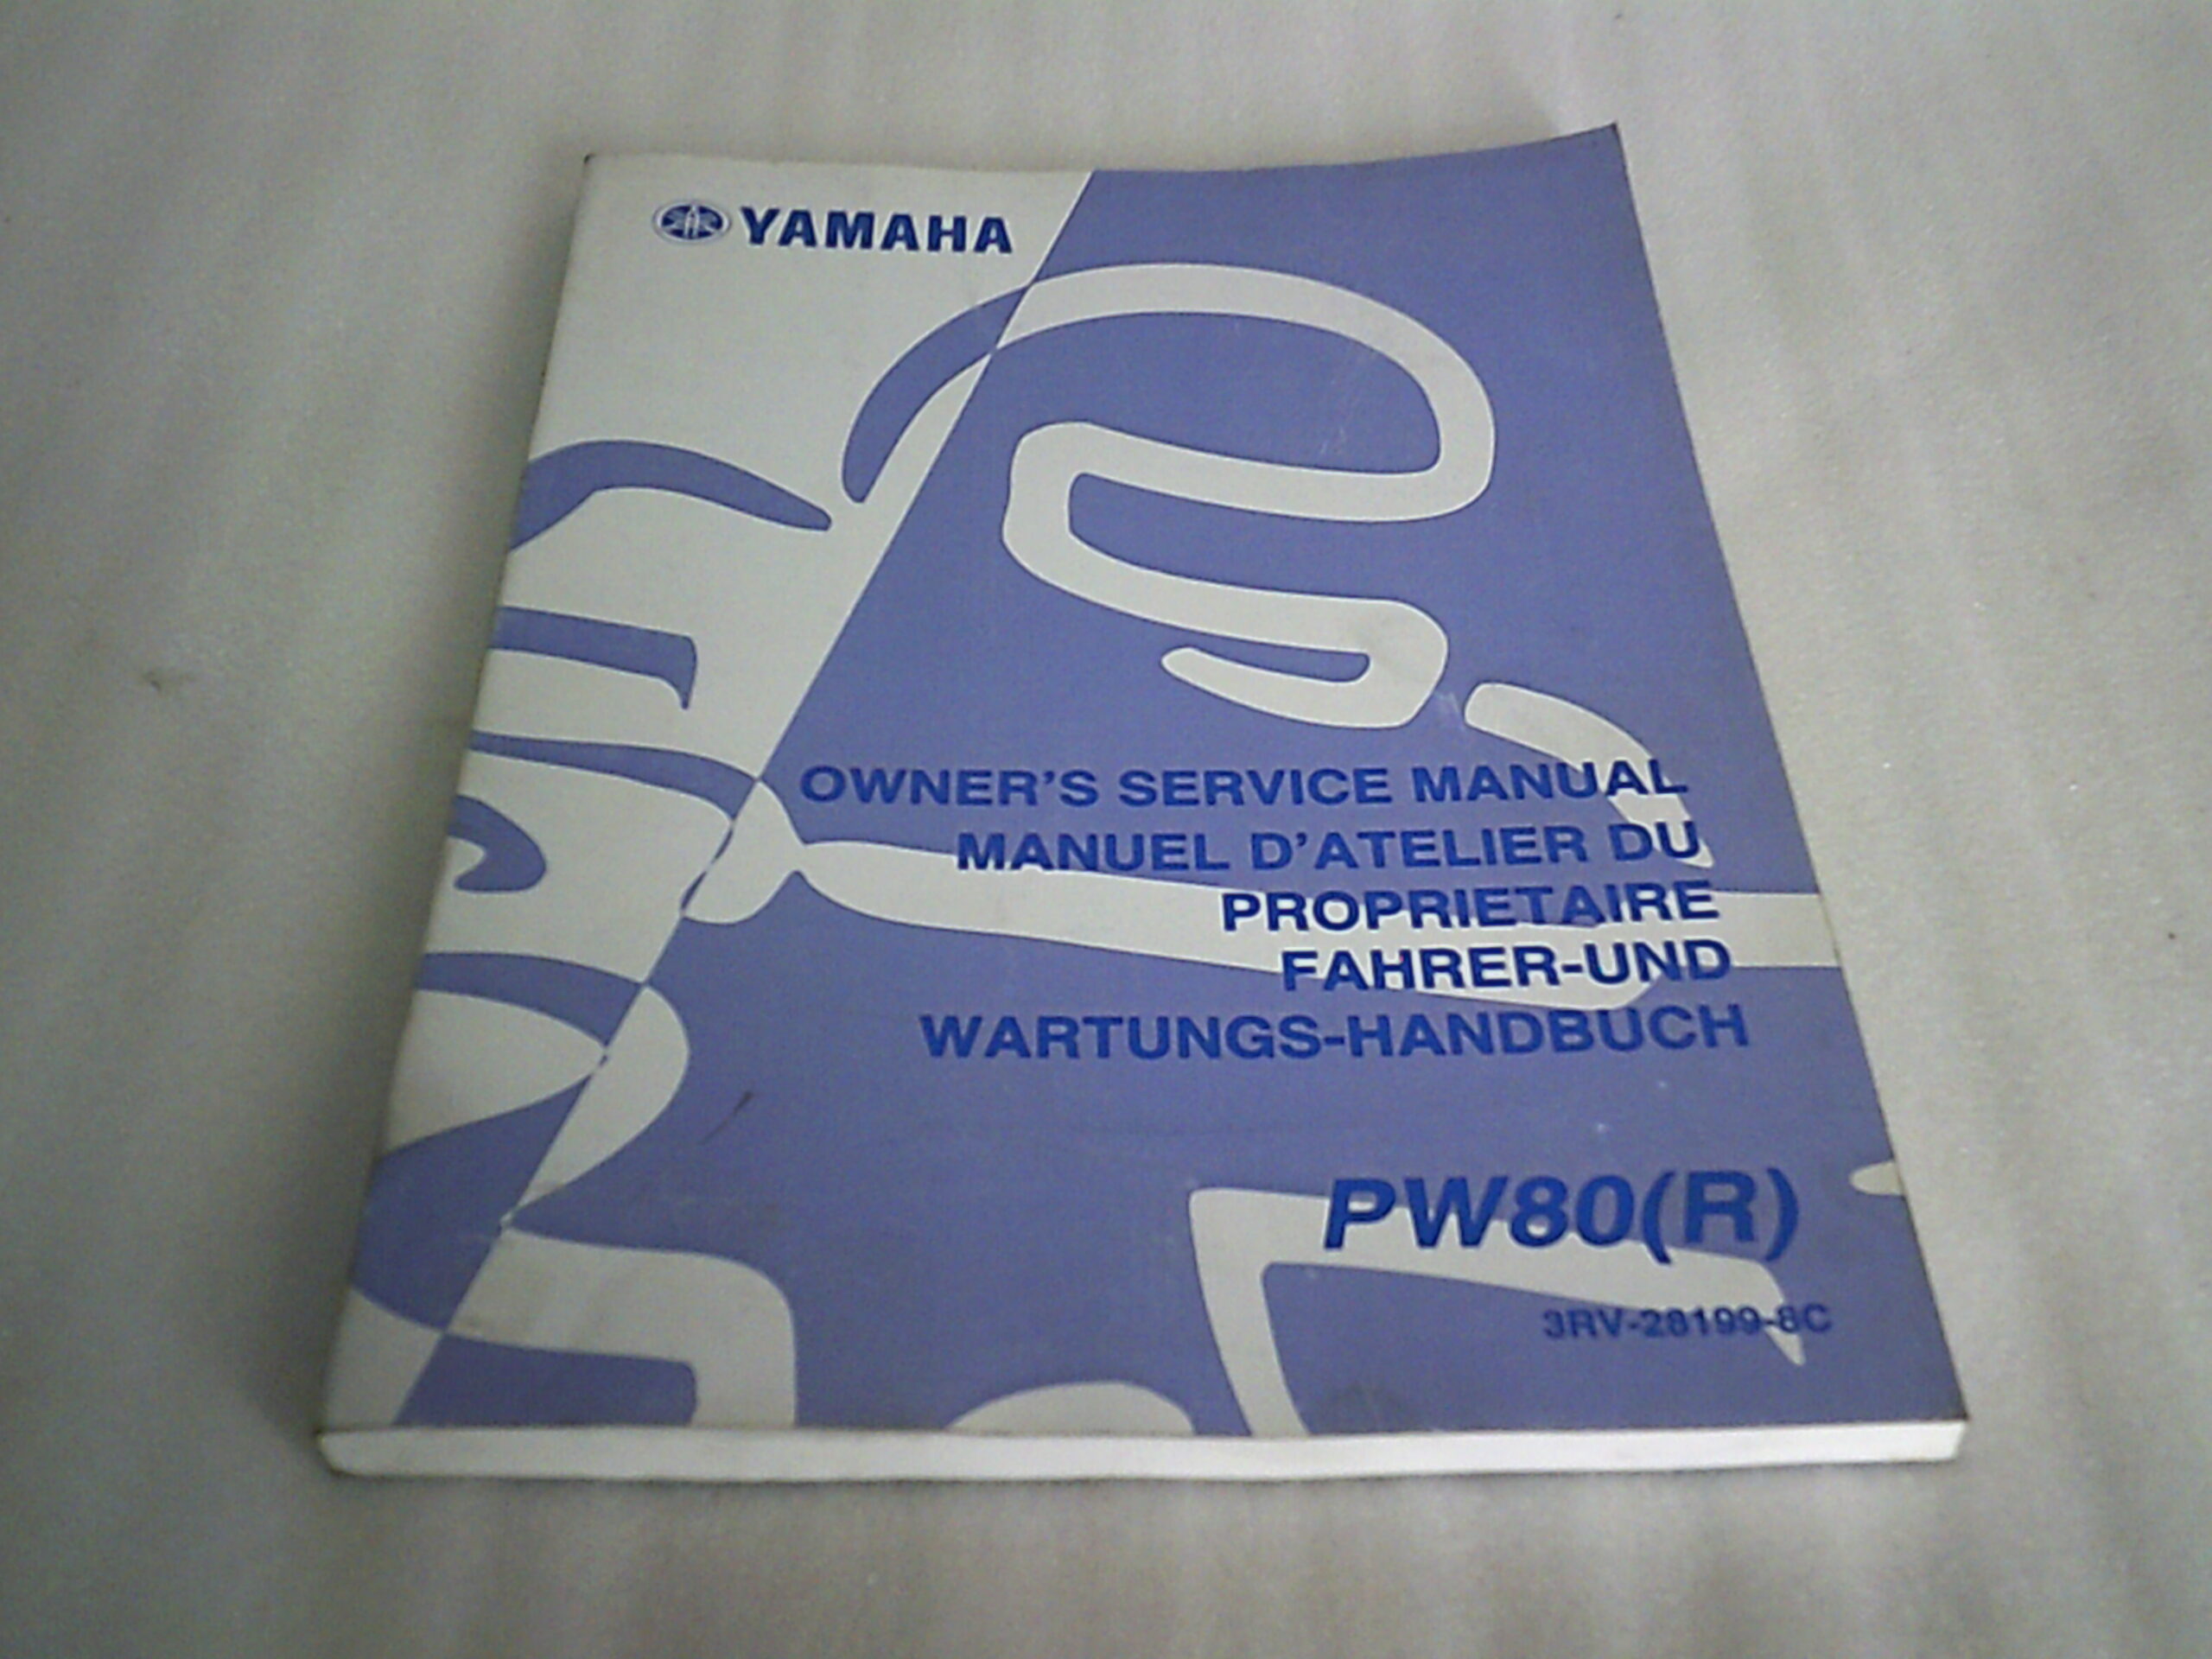 YAMAHA
OWNER'S SERVICE MANUAL
MANUEL D'ATELIER DU
PROPRIETAIRE
FAHRER-UND
WARTUNGS-HANDBUCH
PW80(R)
3RV-28199-8C